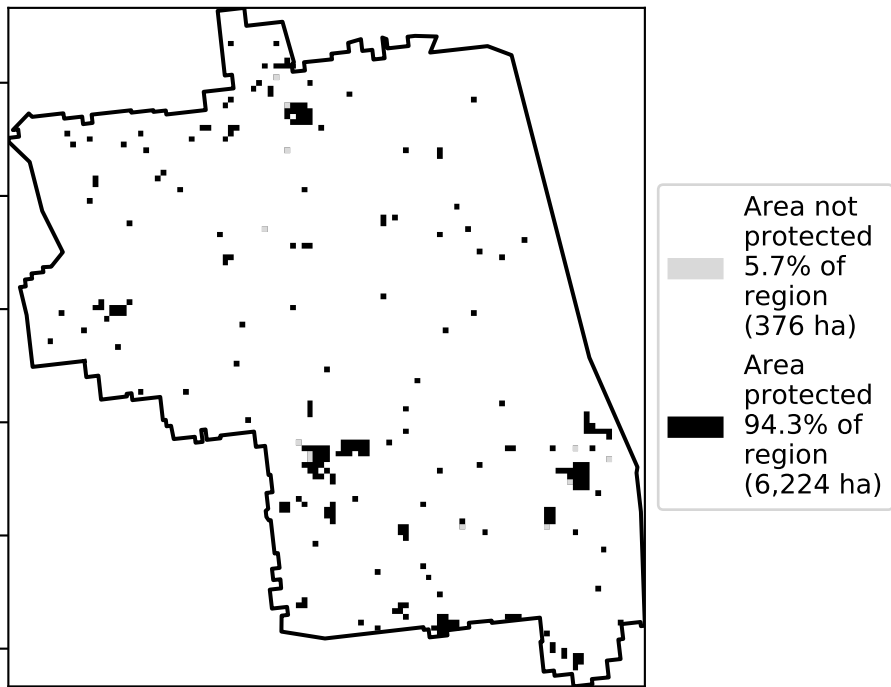 Area not
protected
5.7% of
region
(376 ha)
Area
protected
94.3% of
region
(6,224 ha)